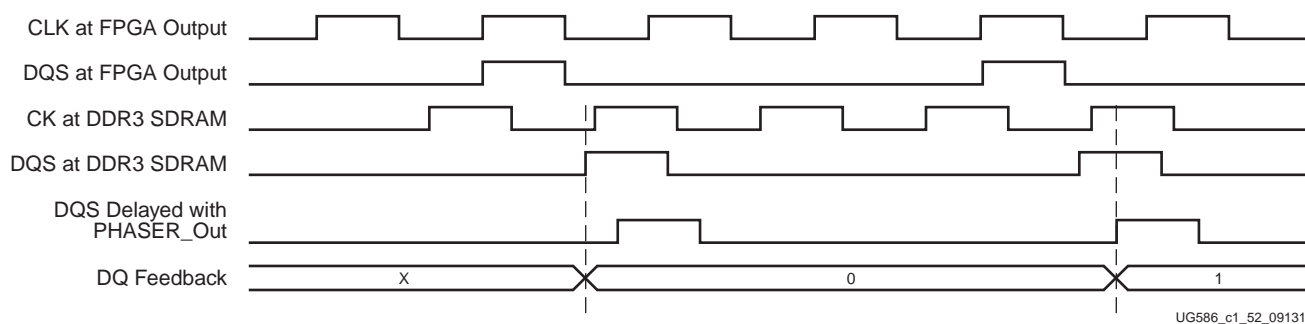 CLK at FPGA Output
DQS at FPGA Output
CK at DDR3 SDRAM
DQS at DDR3 SDRAM
DQS Delayed with
PHASER_Out
DQ Feedback
X
0
1
UG586_c1_52_09131